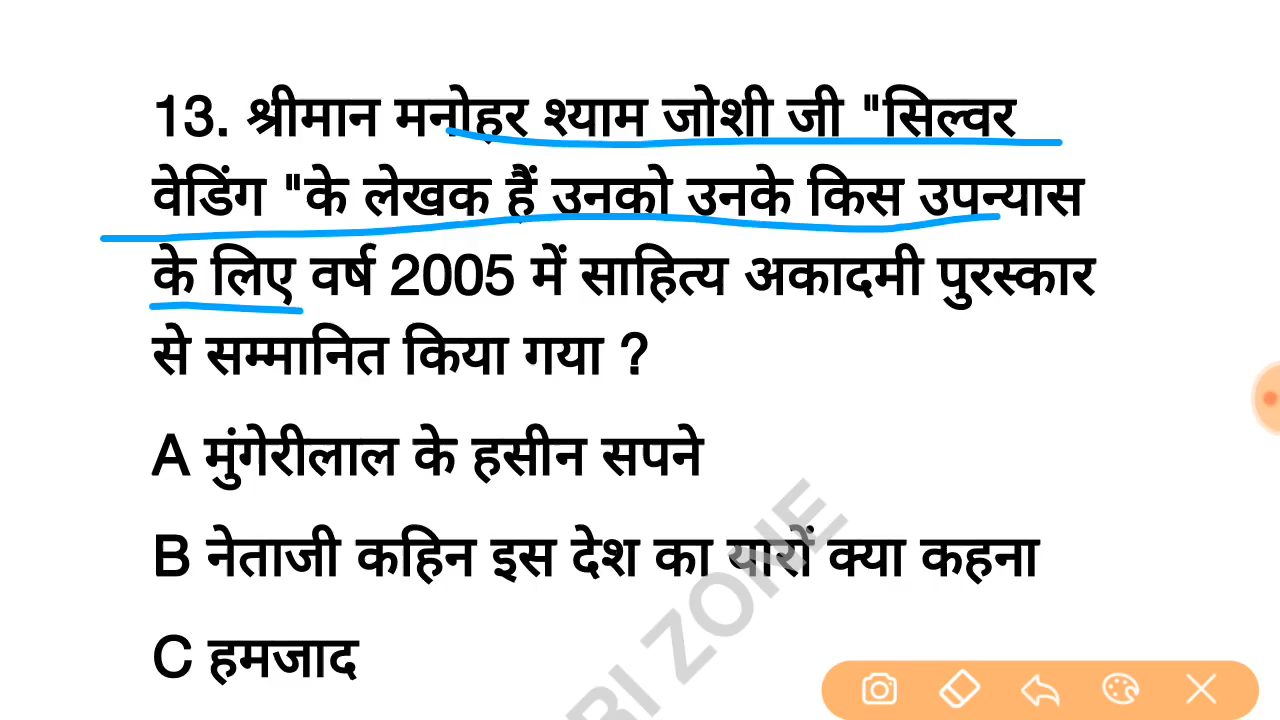 13. श्रीमान मनोहर श्याम जोशी जी "सिल्वर
वेडिंग "के लेखक हैं उनको उनके किस उपन्यास
के लिए वर्ष 2005 में साहित्य अकादमी पुरस्कार
से सम्मानित किया गया ?
A मुंगेरीलाल के हसीन सपने
B नेताजी कहिन इस देश का यारों क्या कहना
C हमजाद
ZONE